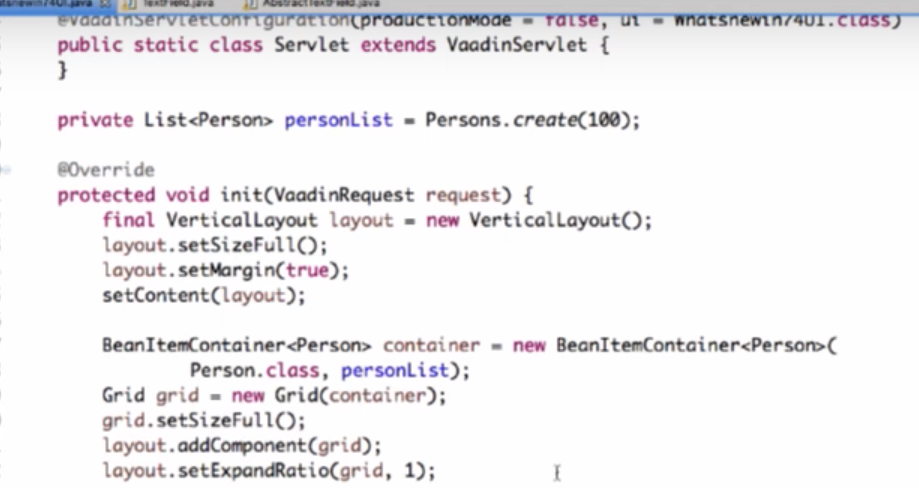 TextField.java AbstractTextField.java
@VaadinServletConfiguration(productionMode = false, ui = Whatsnewin74UI.class)
public static class Servlet extends VaadinServlet {
}
private List<Person> personList = Persons.create(100);
@Override
protected void init(VaadinRequest request) {
final VerticalLayout layout = new VerticalLayout();
layout.setSizeFull();
layout.setMargin(true);
setContent(layout);
BeanItemContainer<Person> container = new BeanItemContainer<Person>(
Person.class, personList);
Grid grid = new Grid(container);
grid.setSizeFull();
layout.addComponent(grid);
layout.setExpandRatio(grid, 1);